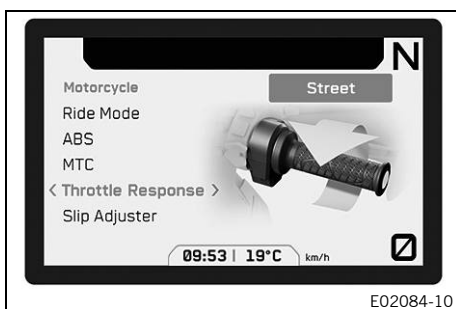 N
Motorcycle Street
Ride Mode
ABS
MTC
< Throttle Response >
Slip Adjuster
09:53 | 19°C km/h
0
E02084-10